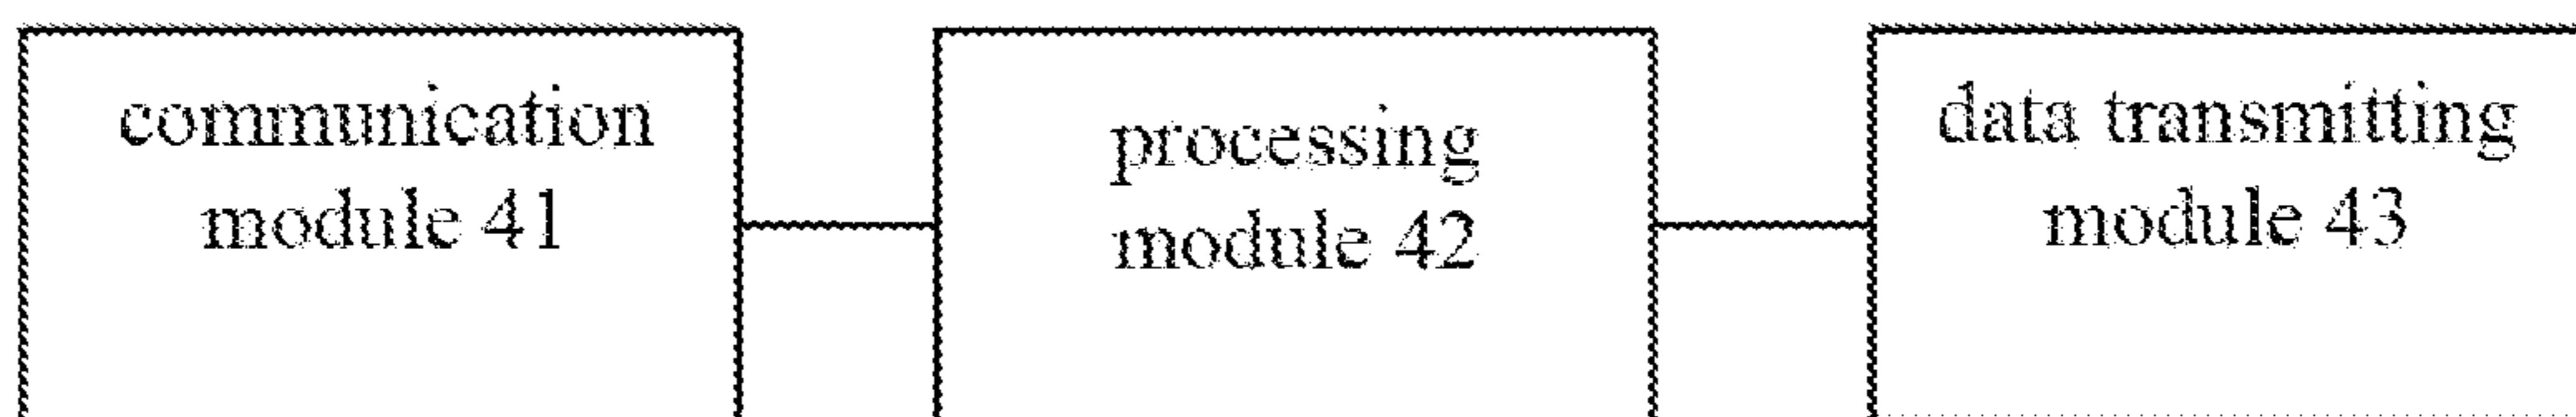 communication
module 41
processing
module 42
data transmitting
module 43